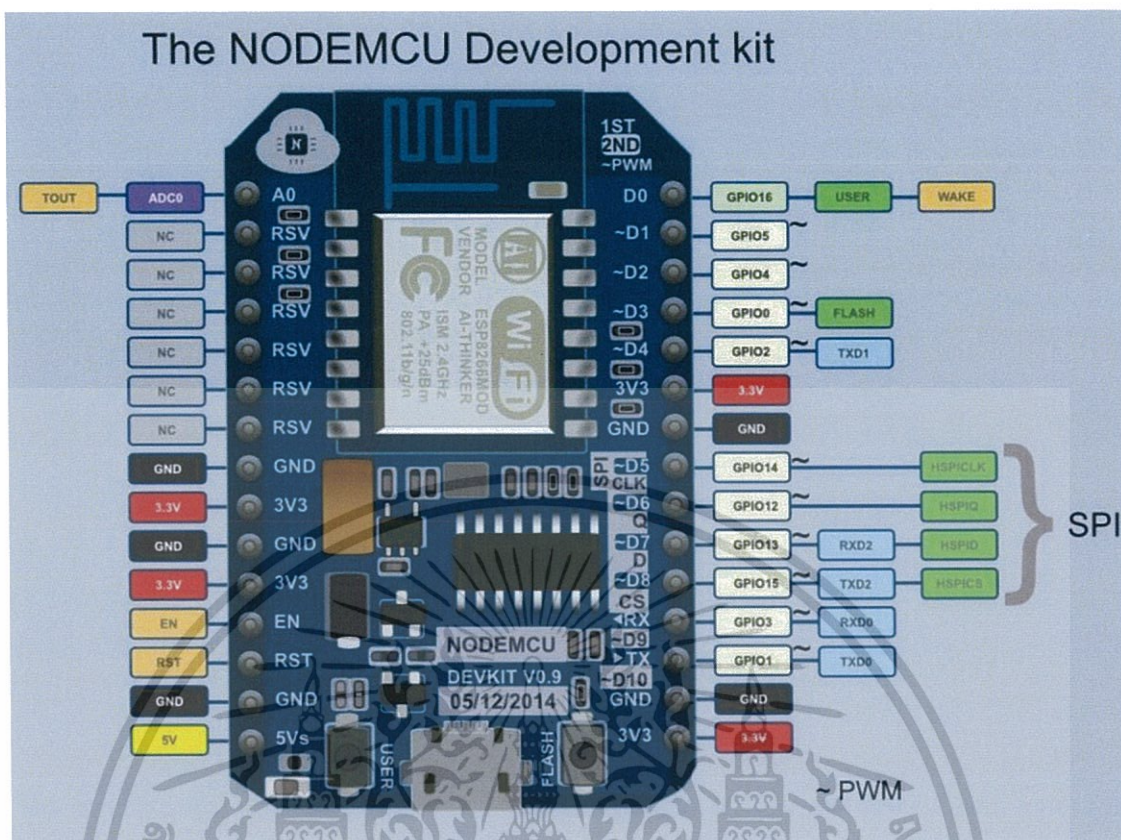 The NODEMCU Development kit
1ST
2ND
~PWM
TOUT ADC0 A0 D0 GPIO16 USER WAKE
NC RSV ~D1 GPIO5 ~
NC RSV ~D2 GPIO4 ~
NC RSV ~D3 GPIO0 ~ FLASH
NC RSV ~D4 GPIO2 ~ TXD1
NC RSV 3V3 3.3V
NC RSV GND GND
MODEL ESP8266MOD
VENDOR AI-THINKER
ISM 2.4GHz
PA +25dBm
802.11b/g/n
FC
Ai
WiFi
GND GND SPI ~D5 GPIO14 ~ HSPICLK
CLK
3.3V 3V3 ~D6 GPIO12 ~ HSPIQ
Q
SPI
GND GND ~D7 GPIO13 ~ RXD2 HSPID
D
3.3V 3V3 ~D8 GPIO15 ~ TXD2 HSPICS
CS
EN EN RX GPIO3 RXD0
NODEMCU ~D9
RST RST TX GPIO1 TXD0
DEVKIT V0.9 ~D10
GND GND 05/12/2014 GND GND
5V 5Vs USER FLASH 3V3 3.3V
~ PWM